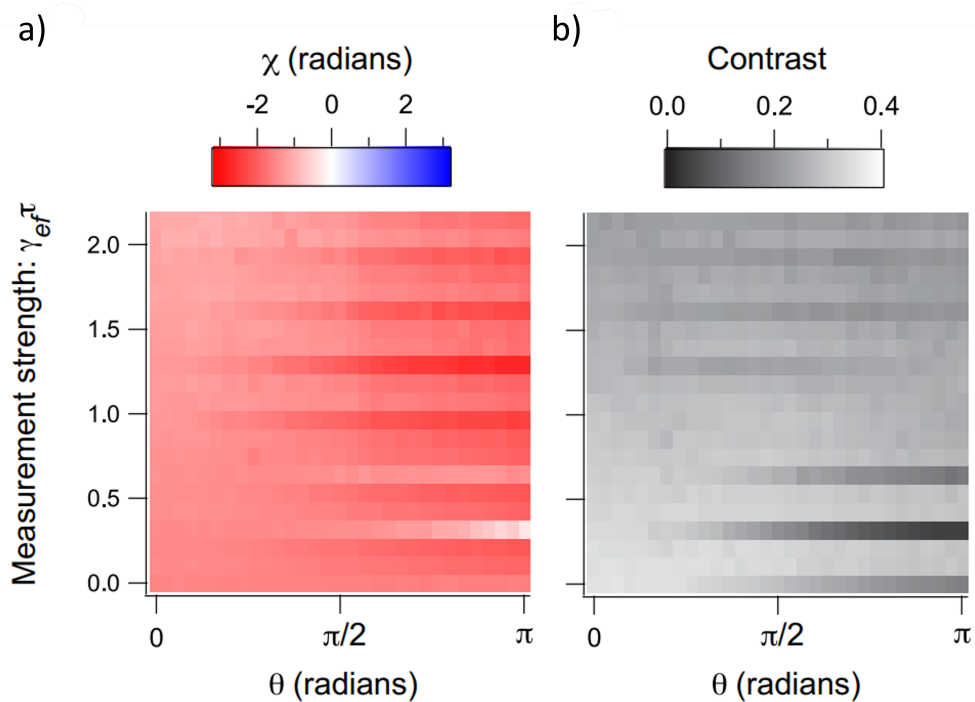 a)
χ (radians)
-2 0 2
Measurement strength: γefτ
2.0
1.5
1.0
0.5
0.0
0 π/2 π
θ (radians)
b)
Contrast
0.0 0.2 0.4
0 π/2 π
θ (radians)